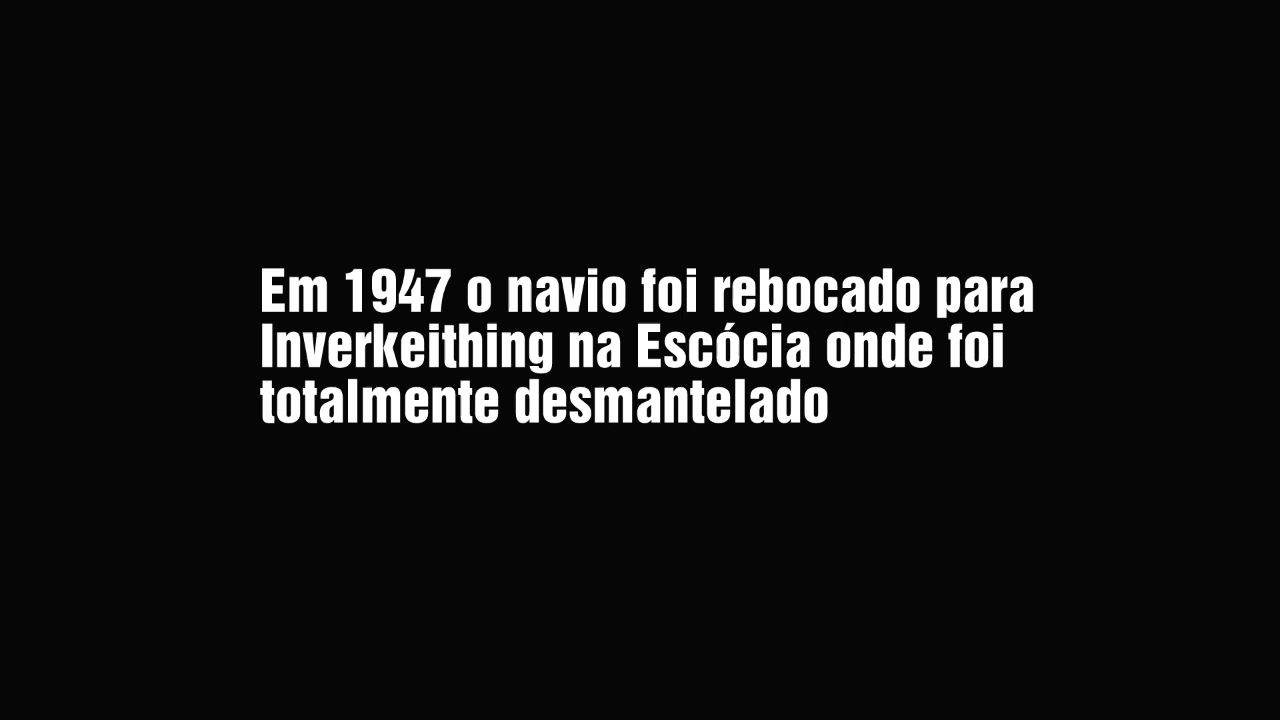 Em 1947 o navio foi rebocado para
Inverkeithing na Escócia onde foi
totalmente desmantelado